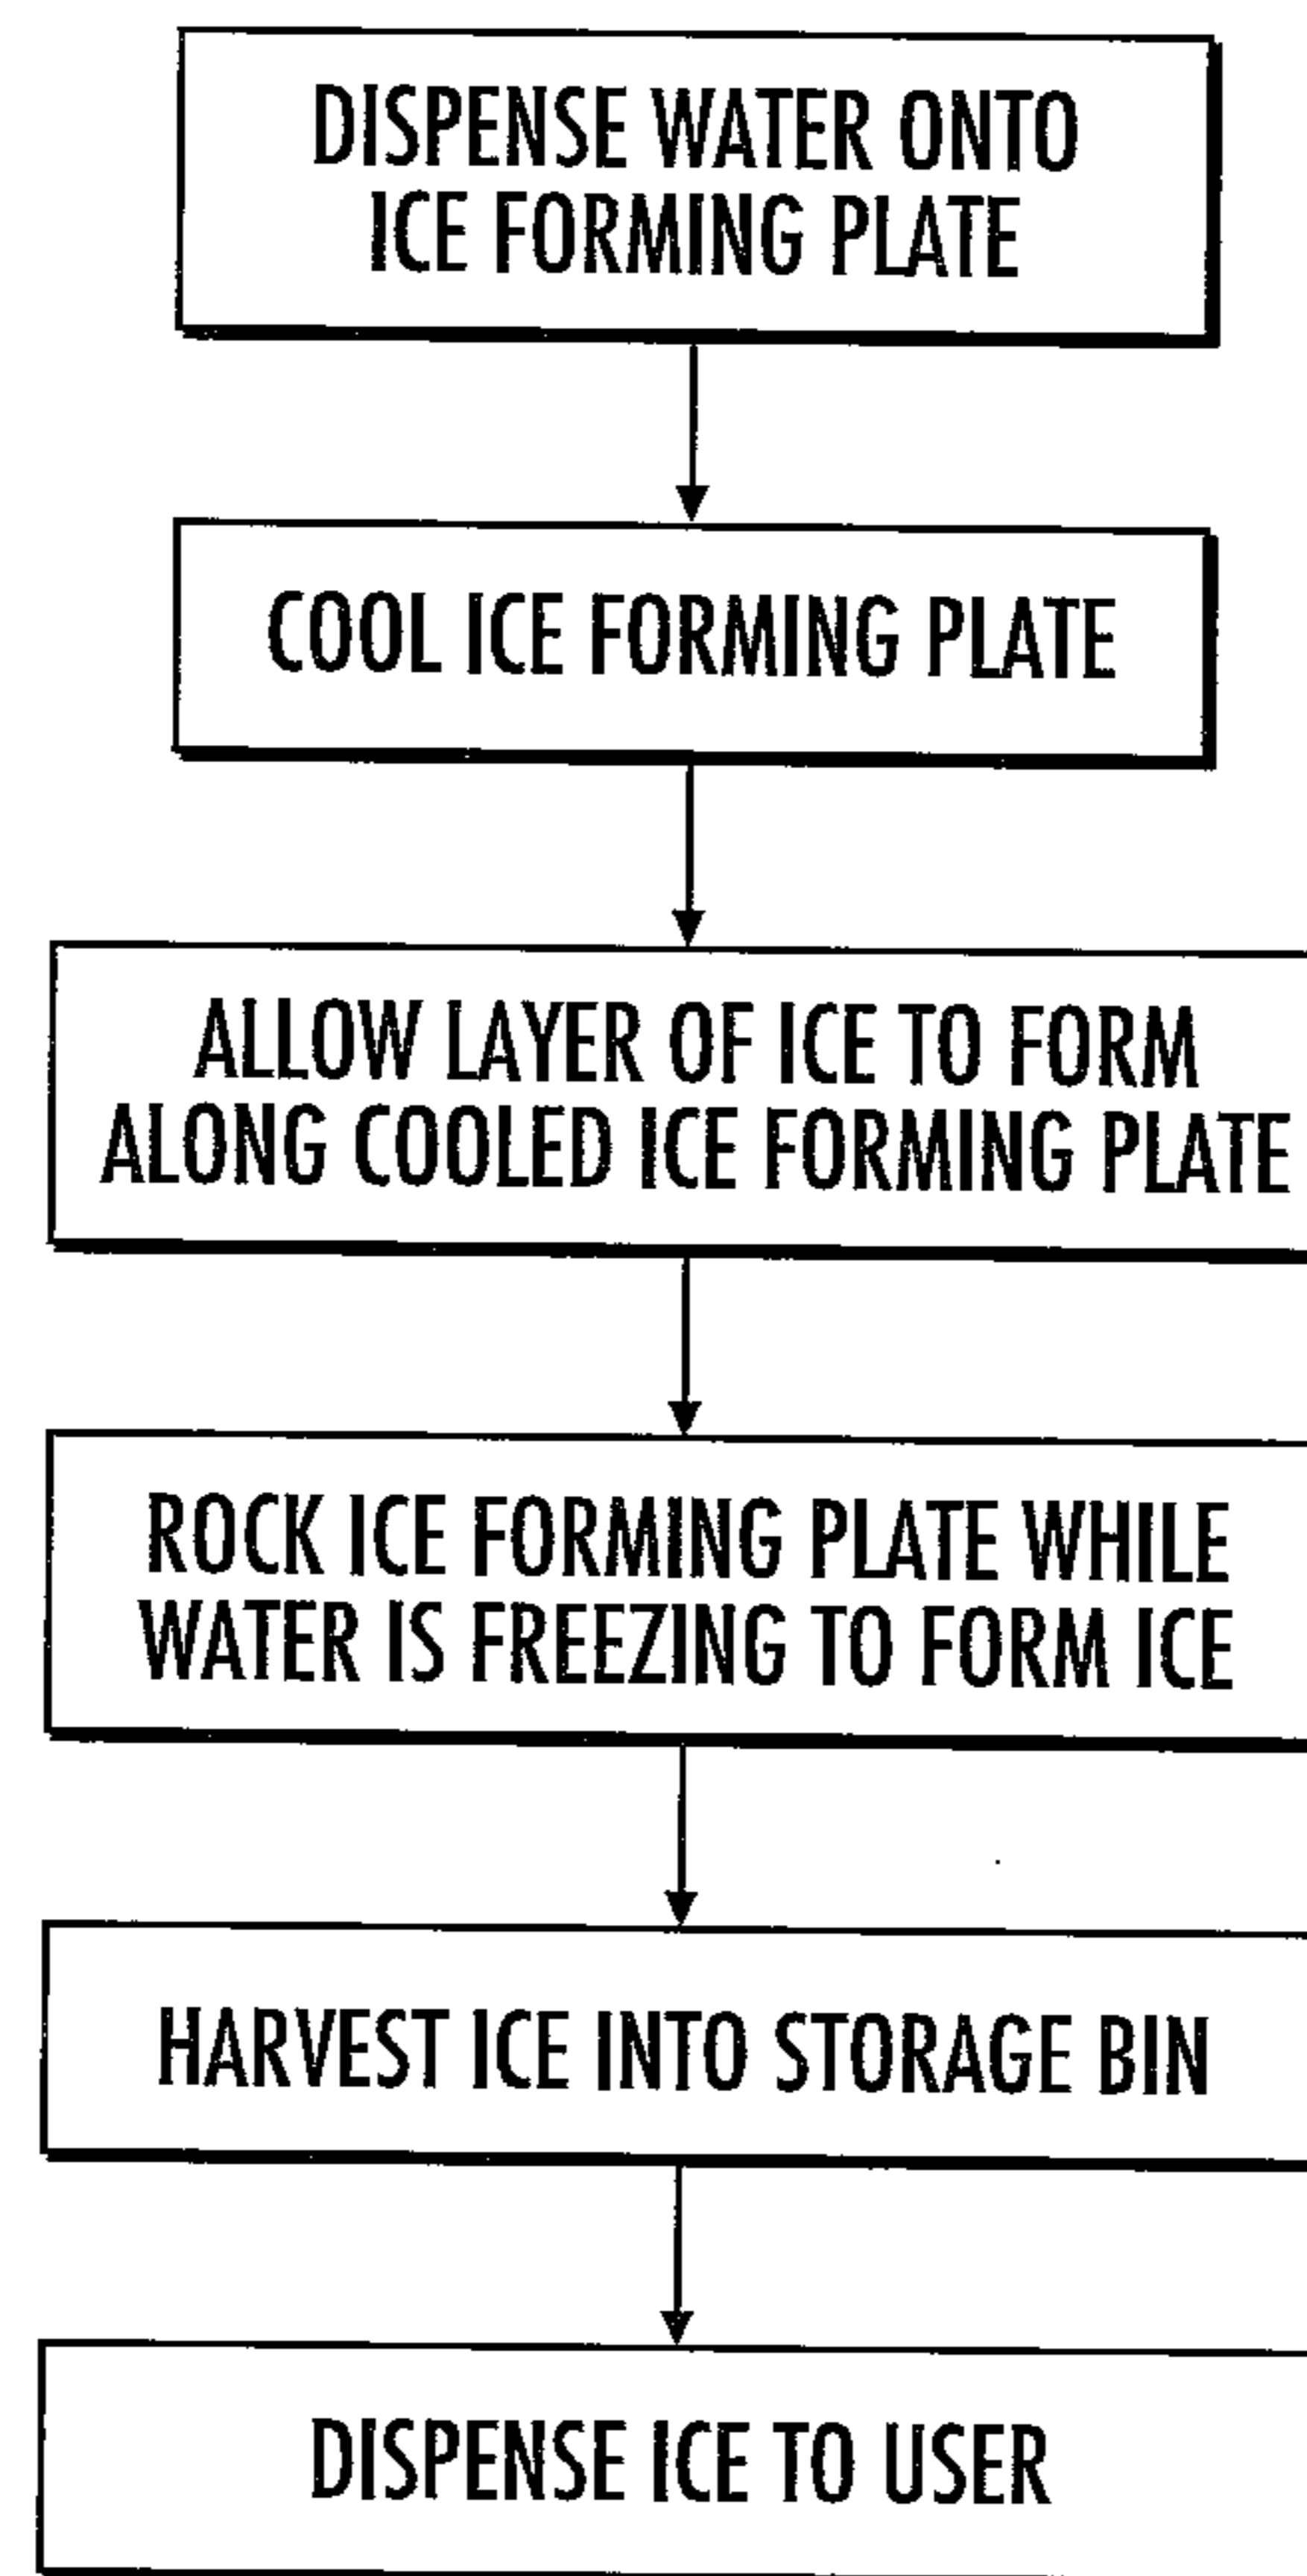 DISPENSE WATER ONTO
ICE FORMING PLATE
COOL ICE FORMING PLATE
ALLOW LAYER OF ICE TO FORM
ALONG COOLED ICE FORMING PLATE
ROCK ICE FORMING PLATE WHILE
WATER IS FREEZING TO FORM ICE
HARVEST ICE INTO STORAGE BIN
DISPENSE ICE TO USER